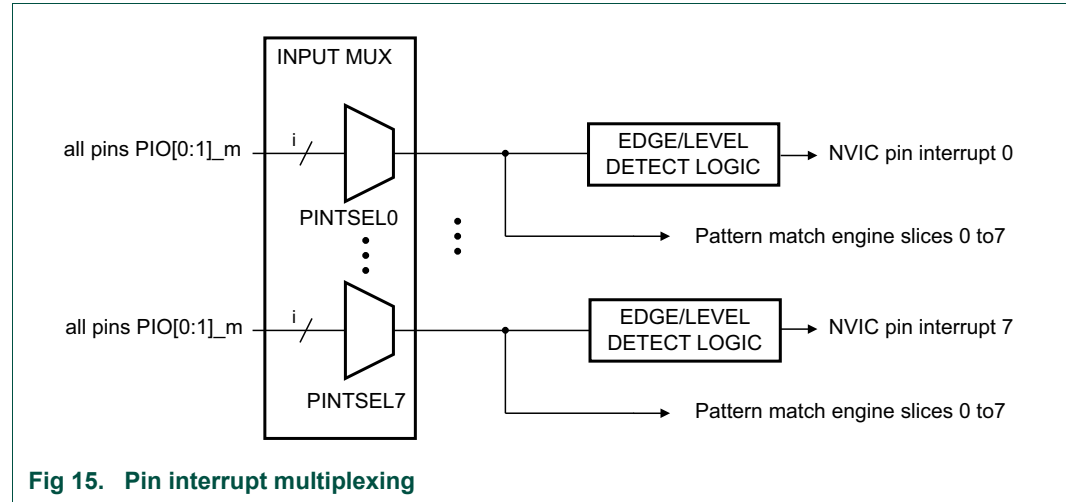 INPUT MUX
all pins PIO[0:1]_m
i
PINTSEL0
EDGE/LEVEL
DETECT LOGIC
NVIC pin interrupt 0
Pattern match engine slices 0 to7
all pins PIO[0:1]_m
i
PINTSEL7
EDGE/LEVEL
DETECT LOGIC
NVIC pin interrupt 7
Pattern match engine slices 0 to7
Fig 15. Pin interrupt multiplexing